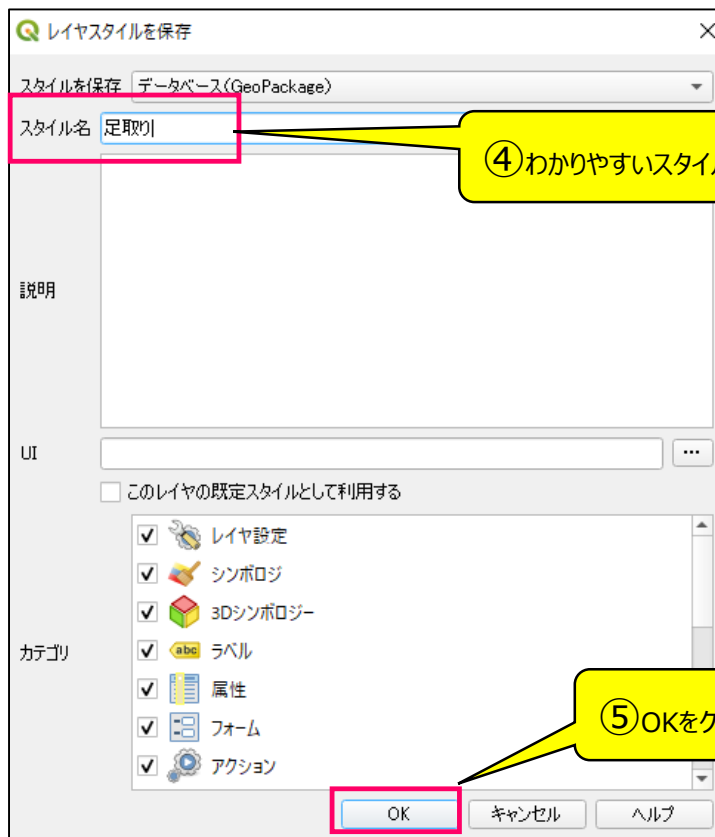 レイヤスタイルを保存
スタイルを保存 データベース(GeoPackage)
スタイル名 足取り
④わかりやすいスタイル
説明
UI ...
このレイヤの既定スタイルとして利用する
レイヤ設定
シンボロジ
3Dシンボロジー
カテゴリ abc ラベル
属性
フォーム
⑤OKをク
アクション
OK キャンセル ヘルプ